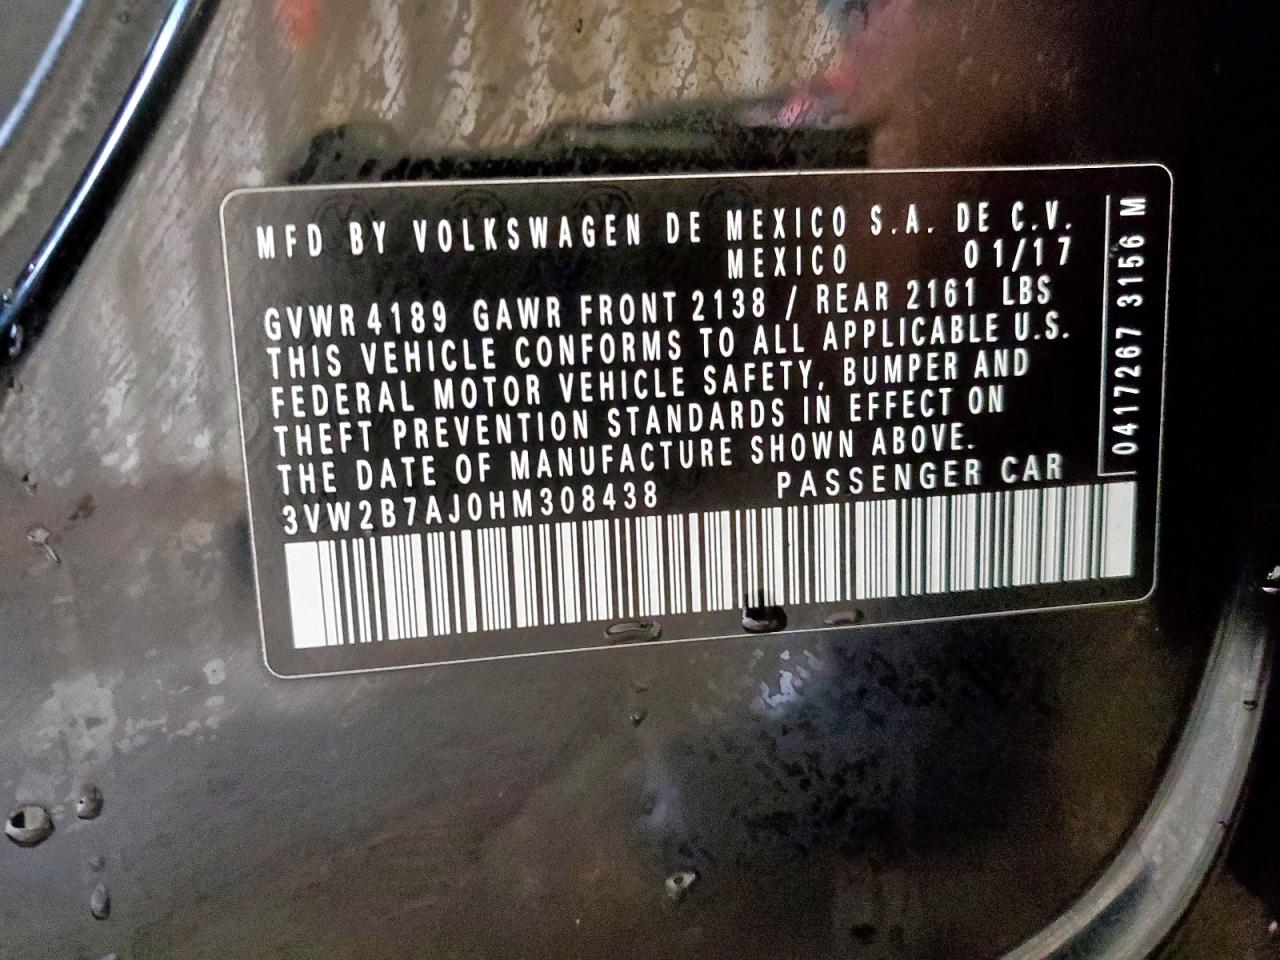 MFD BY VOLKSWAGEN DE MEXICO S.A. DE C.V.
MEXICO 01/17
GVWR 4189 GAWR FRONT 2138 / REAR 2161 LBS
THIS VEHICLE CONFORMS TO ALL APPLICABLE U.S.
FEDERAL MOTOR VEHICLE SAFETY, BUMPER AND
THEFT PREVENTION STANDARDS IN EFFECT ON
THE DATE OF MANUFACTURE SHOWN ABOVE.
3VW2B7AJ0HM308438 PASSENGER CAR
0417267 3156 M